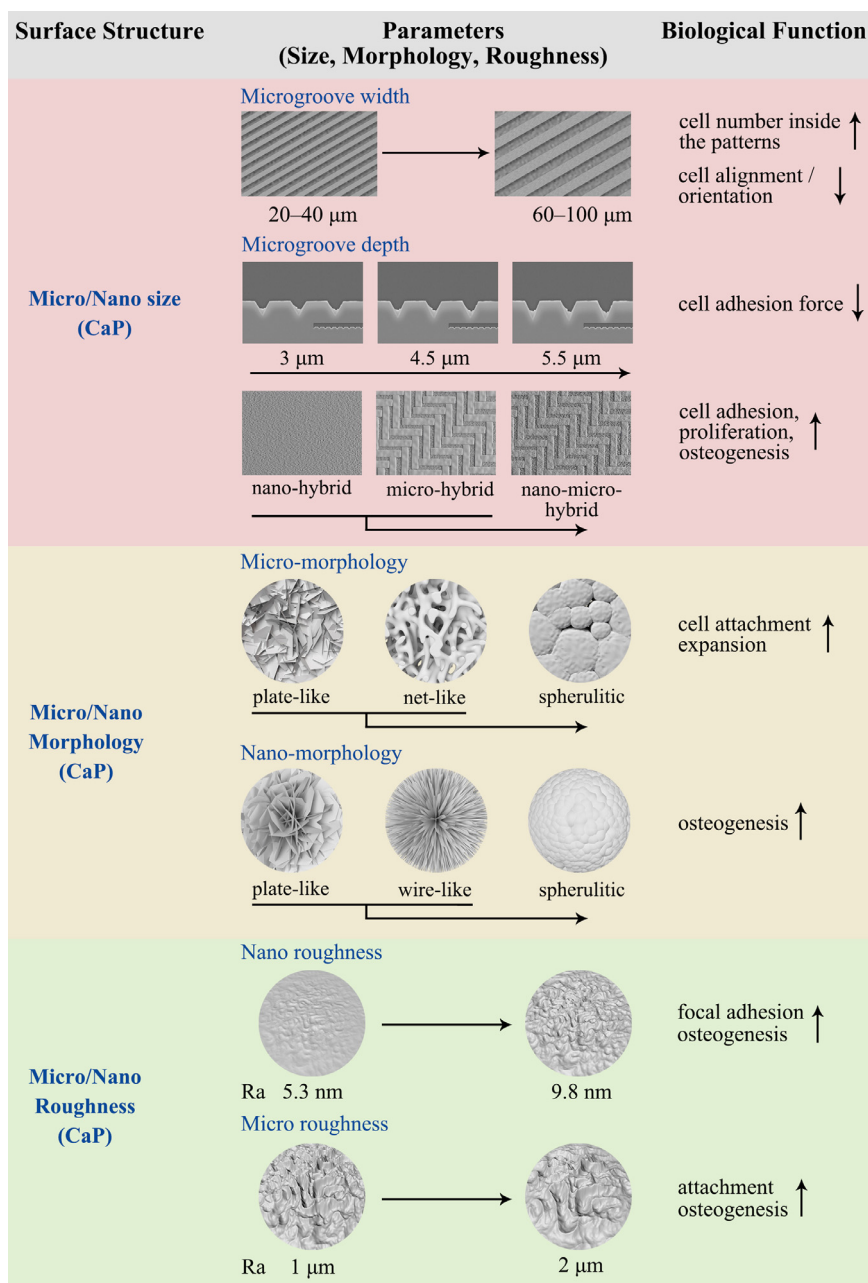 Surface Structure
Parameters
(Size, Morphology, Roughness)
Biological Function
Micro/Nano size
(CaP)
Microgroove width
20–40 μm
60–100 μm
cell number inside
the patterns
cell alignment /
orientation
Microgroove depth
3 μm
4.5 μm
5.5 μm
cell adhesion force
nano-hybrid
micro-hybrid
nano-micro-
hybrid
cell adhesion,
proliferation,
osteogenesis
Micro/Nano
Morphology
(CaP)
Micro-morphology
plate-like
net-like
spherulitic
cell attachment
expansion
Nano-morphology
plate-like
wire-like
spherulitic
osteogenesis
Micro/Nano
Roughness
(CaP)
Nano roughness
Ra 5.3 nm
9.8 nm
focal adhesion
osteogenesis
Micro roughness
Ra 1 μm
2 μm
attachment
osteogenesis